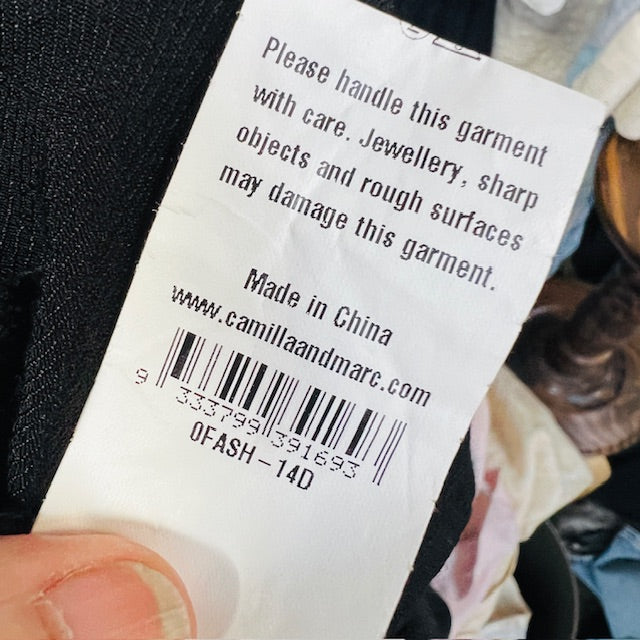 Please handle this garment
with care. Jewellery, sharp
objects and rough surfaces
may damage this garment.
Made in China
www.camillaandmarc.com
9 333799 391693
0FASH-14D